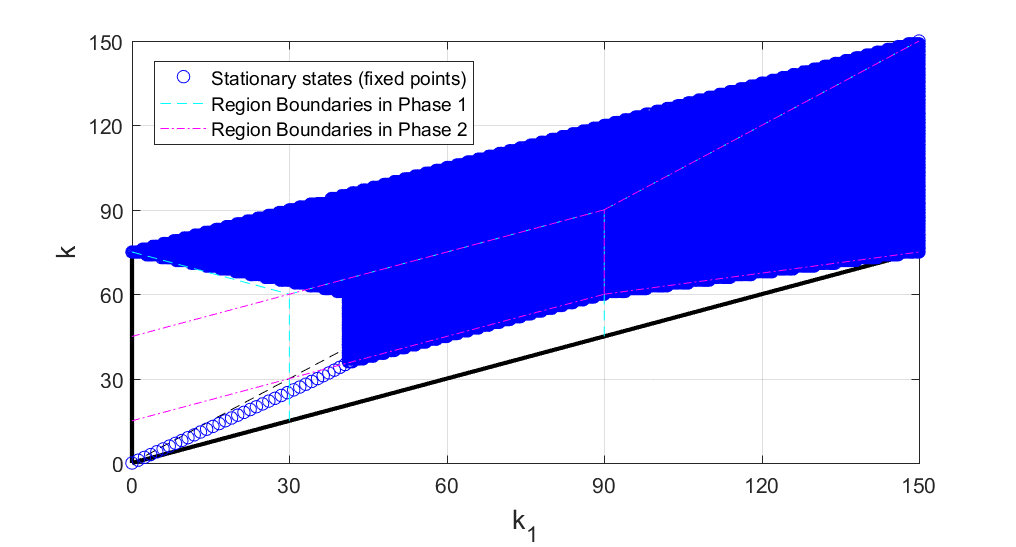 150
120
90
60
30
0
k
Stationary states (fixed points)
Region Boundaries in Phase 1
Region Boundaries in Phase 2
0 30 60 90 120 150
k₁